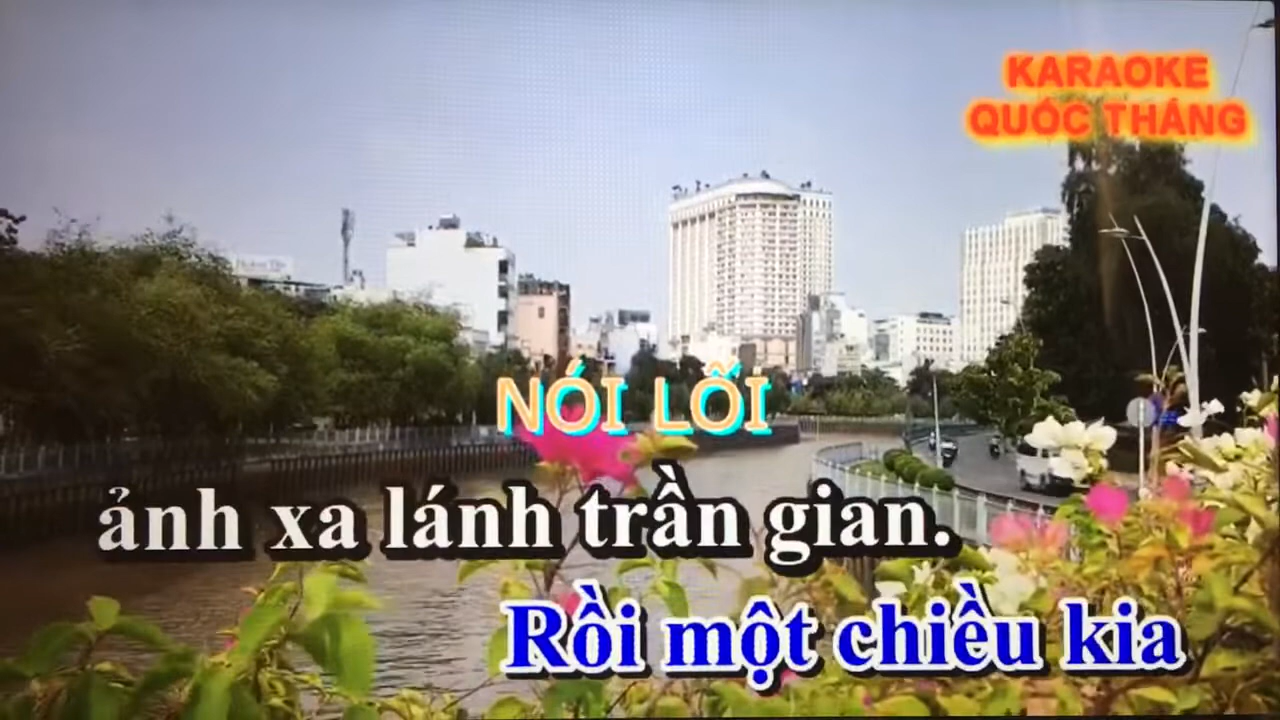 KARAOKE
QUỐC THẮNG
NÓI LỐI
ảnh xa lánh trần gian.
Rồi một chiều kia